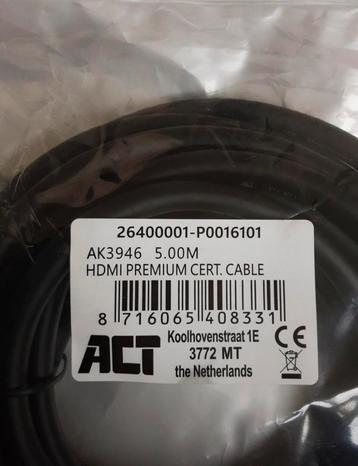 26400001-P0016101
AK3946 5.00M
HDMI PREMIUM CERT. CABLE
8 716065 408331
ACT
Koolhovenstraat 1E
3772 MT
the Netherlands
CE